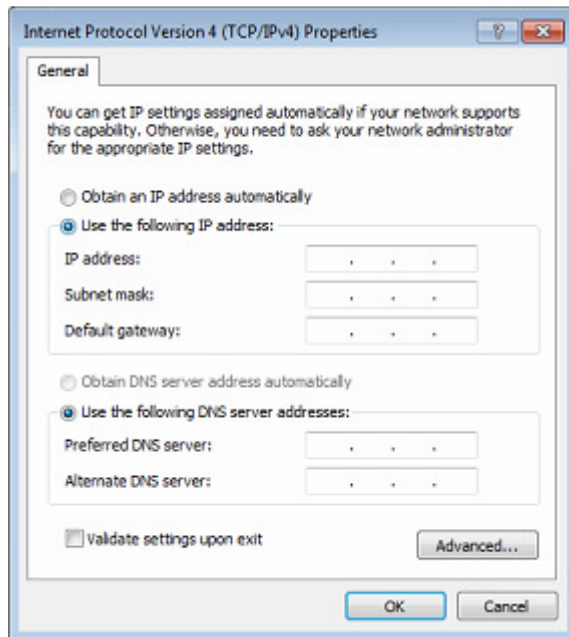 Internet Protocol Version 4 (TCP/IPv4) Properties
?
General
You can get IP settings assigned automatically if your network supports
this capability. Otherwise, you need to ask your network administrator
for the appropriate IP settings.
Obtain an IP address automatically
Use the following IP address:
IP address: . . .
Subnet mask: . . .
Default gateway: . . .
Obtain DNS server address automatically
Use the following DNS server addresses:
Preferred DNS server: . . .
Alternate DNS server: . . .
Validate settings upon exit
Advanced...
OK Cancel